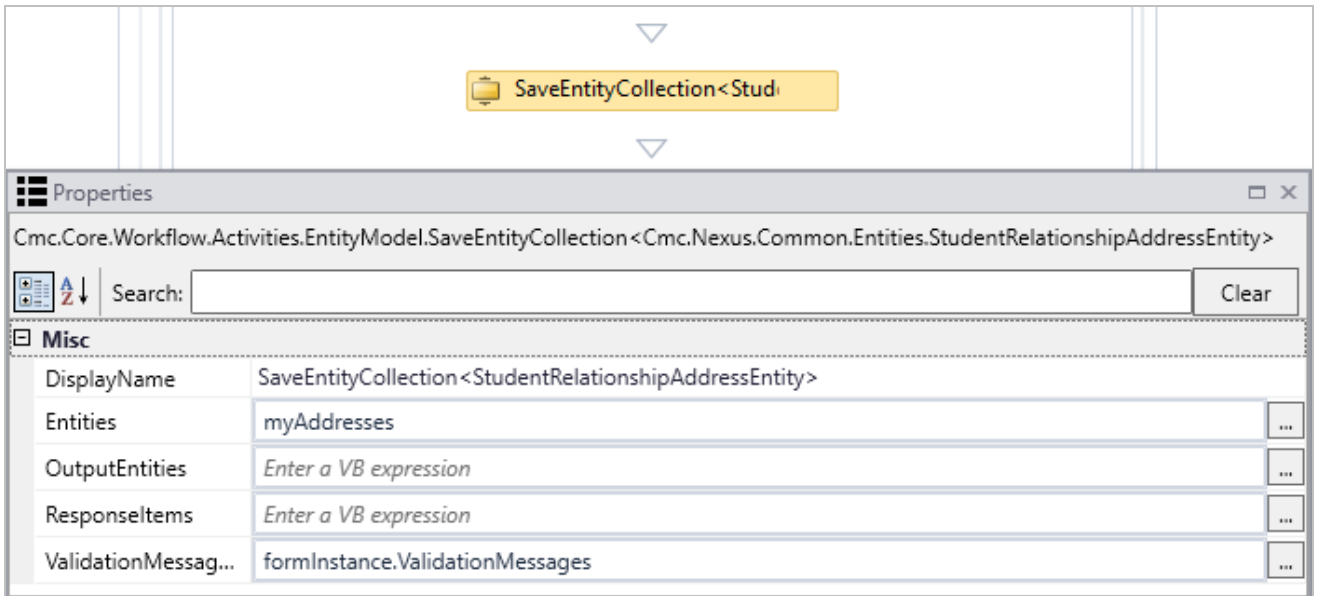 SaveEntityCollection<Stud
Properties
Cmc.Core.Workflow.Activities.EntityModel.SaveEntityCollection<Cmc.Nexus.Common.Entities.StudentRelationshipAddressEntity>
A Z Search: Clear
Misc
DisplayName SaveEntityCollection<StudentRelationshipAddressEntity>
Entities myAddresses ...
OutputEntities Enter a VB expression ...
ResponseItems Enter a VB expression ...
ValidationMessag... formInstance.ValidationMessages ...